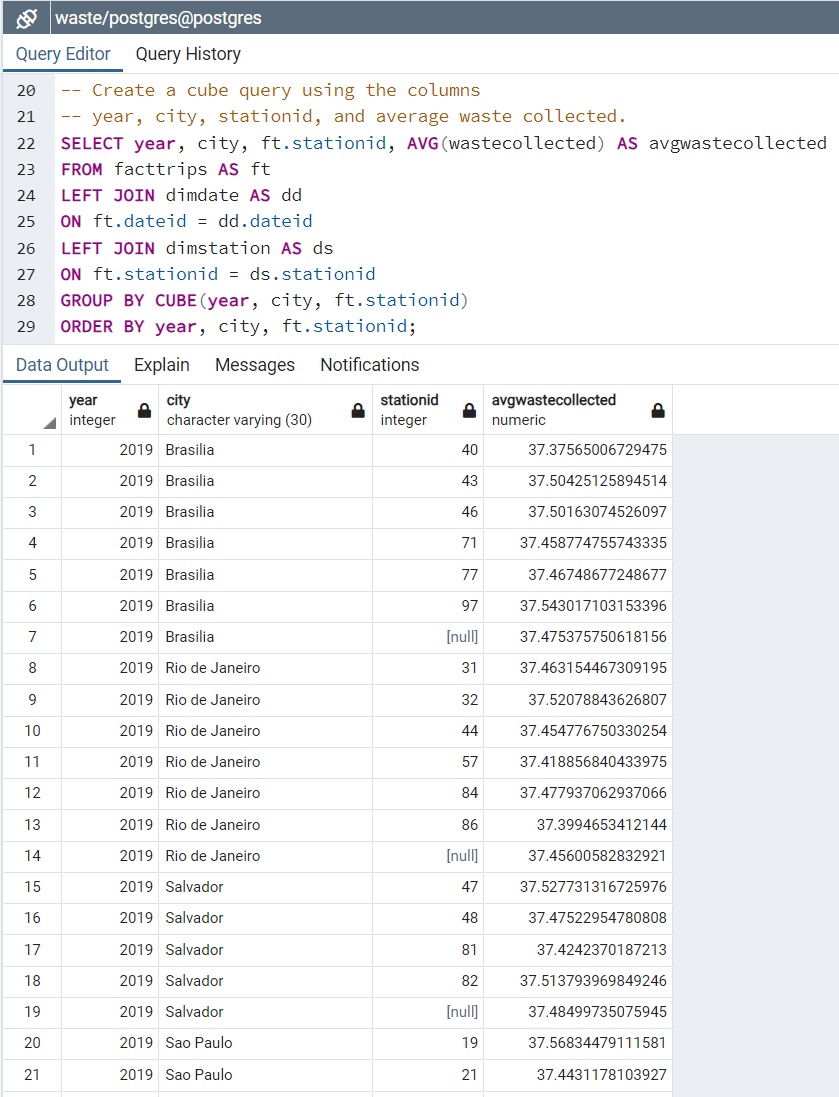 waste/postgres@postgres
Query Editor Query History
20 -- Create a cube query using the columns
21 -- year, city, stationid, and average waste collected.
22 SELECT year, city, ft.stationid, AVG(wastecollected) AS avgwastecollected
23 FROM facttrips AS ft
24 LEFT JOIN dimdate AS dd
25 ON ft.dateid = dd.dateid
26 LEFT JOIN dimstation AS ds
27 ON ft.stationid = ds.stationid
28 GROUP BY CUBE(year, city, ft.stationid)
29 ORDER BY year, city, ft.stationid;
Data Output Explain Messages Notifications
year city stationid avgwastecollected
integer character varying (30) integer numeric
1 2019 Brasilia 40 37.37565006729475
2 2019 Brasilia 43 37.50425125894514
3 2019 Brasilia 46 37.50163074526097
4 2019 Brasilia 71 37.458774755743335
5 2019 Brasilia 77 37.46748677248677
6 2019 Brasilia 97 37.543017103153396
7 2019 Brasilia [null] 37.475375750618156
8 2019 Rio de Janeiro 31 37.463154467309195
9 2019 Rio de Janeiro 32 37.52078843626807
10 2019 Rio de Janeiro 44 37.454776750330254
11 2019 Rio de Janeiro 57 37.418856840433975
12 2019 Rio de Janeiro 84 37.477937062937066
13 2019 Rio de Janeiro 86 37.3994653412144
14 2019 Rio de Janeiro [null] 37.45600582832921
15 2019 Salvador 47 37.527731316725976
16 2019 Salvador 48 37.47522954780808
17 2019 Salvador 81 37.4242370187213
18 2019 Salvador 82 37.513793969849246
19 2019 Salvador [null] 37.48499735075945
20 2019 Sao Paulo 19 37.56834479111581
21 2019 Sao Paulo 21 37.4431178103927